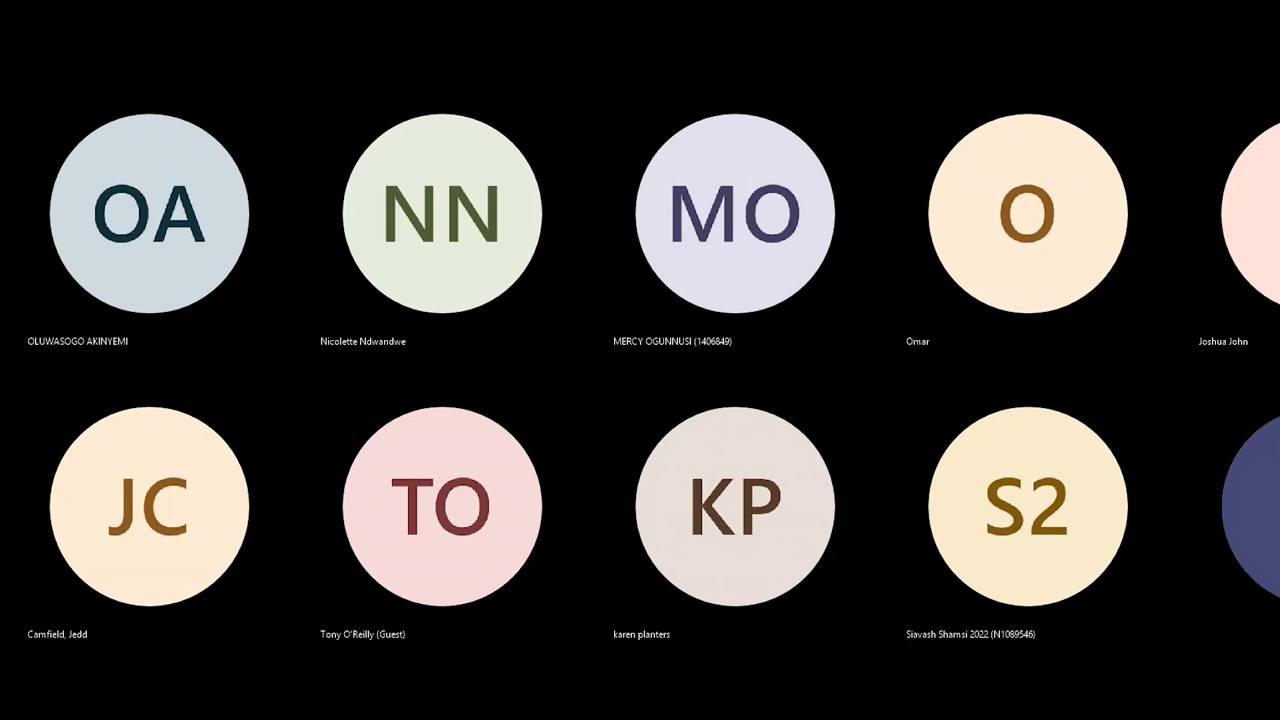 OA
NN
MO
O
OLUWASOGO AKINYEMI
Nicolette Ndwandwe
MERCY OGUNNUSI (1406849)
Omar
Joshua John
JC
TO
KP
S2
Camfield, Jedd
Tony O'Reilly (Guest)
karen planters
Siavash Shamsi 2022 (N1089546)